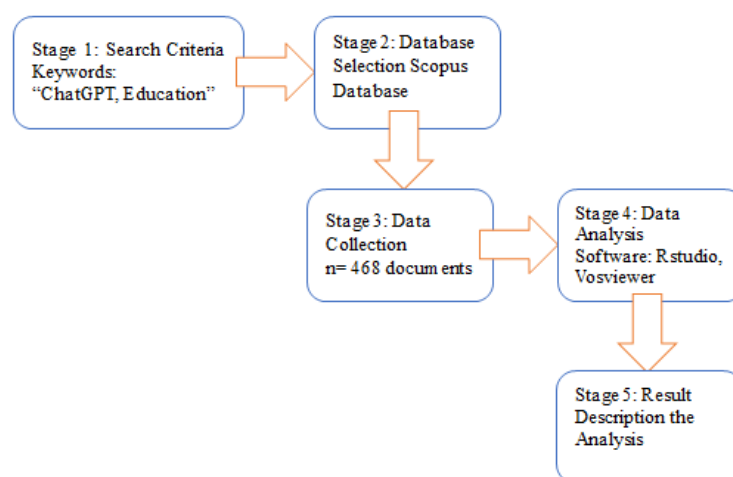 Stage 1: Search Criteria
Keywords:
“ChatGPT, Education”
Stage 2: Database
Selection Scopus
Database
Stage 3: Data
Collection
n= 468 documents
Stage 4: Data
Analysis
Software: Rstudio,
Vosviewer
Stage 5: Result
Description the
Analysis